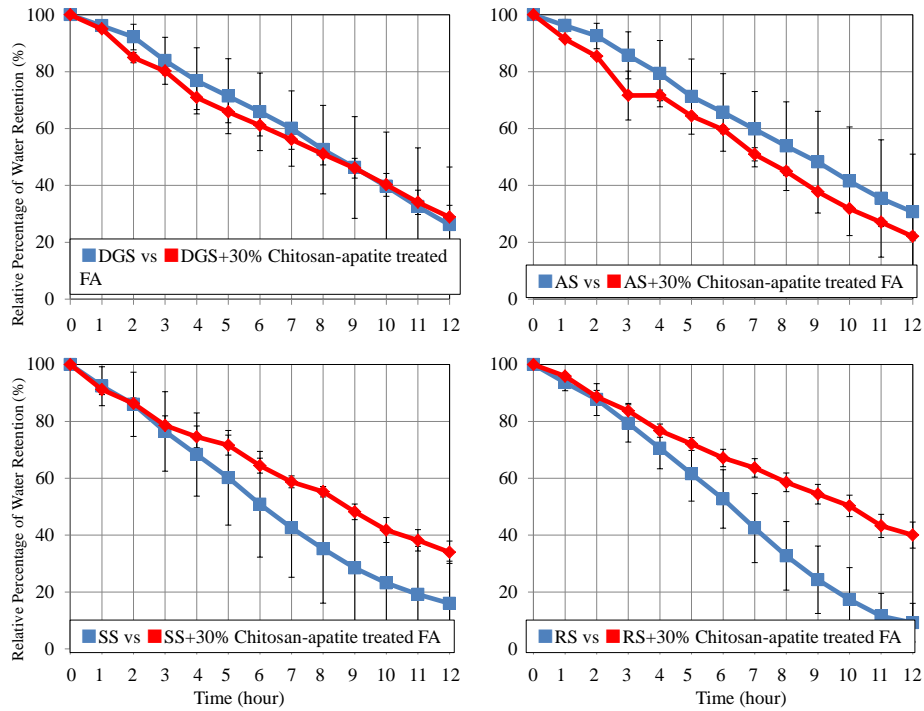 Relative Percentage of Water Retention (%)
100
80
60
40
20
0
DGS vs DGS+30% Chitosan-apatite treated
FA
0 1 2 3 4 5 6 7 8 9 10 11 12
100
80
60
40
20
0
AS vs AS+30% Chitosan-apatite treated FA
0 1 2 3 4 5 6 7 8 9 10 11 12
Relative Percentage of Water Retention (%)
100
80
60
40
20
0
SS vs SS+30% Chitosan-apatite treated FA
0 1 2 3 4 5 6 7 8 9 10 11 12
Time (hour)
100
80
60
40
20
0
RS vs RS+30% Chitosan-apatite treated FA
0 1 2 3 4 5 6 7 8 9 10 11 12
Time (hour)